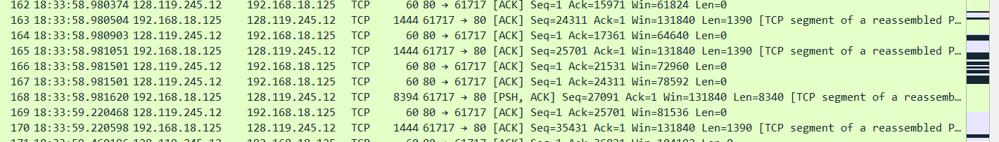 162 18:33:58.980374 128.119.245.12 192.168.18.125 TCP 60 80 → 61717 [ACK] Seq=1 Ack=15971 Win=61824 Len=0
163 18:33:58.980504 192.168.18.125 128.119.245.12 TCP 1444 61717 → 80 [ACK] Seq=24311 Ack=1 Win=131840 Len=1390 [TCP segment of a reassembled P…
164 18:33:58.980903 128.119.245.12 192.168.18.125 TCP 60 80 → 61717 [ACK] Seq=1 Ack=17361 Win=64640 Len=0
165 18:33:58.981051 192.168.18.125 128.119.245.12 TCP 1444 61717 → 80 [ACK] Seq=25701 Ack=1 Win=131840 Len=1390 [TCP segment of a reassembled P…
166 18:33:58.981501 128.119.245.12 192.168.18.125 TCP 60 80 → 61717 [ACK] Seq=1 Ack=21531 Win=72960 Len=0
167 18:33:58.981501 128.119.245.12 192.168.18.125 TCP 60 80 → 61717 [ACK] Seq=1 Ack=24311 Win=78592 Len=0
168 18:33:58.981620 192.168.18.125 128.119.245.12 TCP 8394 61717 → 80 [PSH, ACK] Seq=27091 Ack=1 Win=131840 Len=8340 [TCP segment of a reassemb…
169 18:33:59.220468 128.119.245.12 192.168.18.125 TCP 60 80 → 61717 [ACK] Seq=1 Ack=25701 Win=81536 Len=0
170 18:33:59.220598 192.168.18.125 128.119.245.12 TCP 1444 61717 → 80 [ACK] Seq=35431 Ack=1 Win=131840 Len=1390 [TCP segment of a reassembled P…